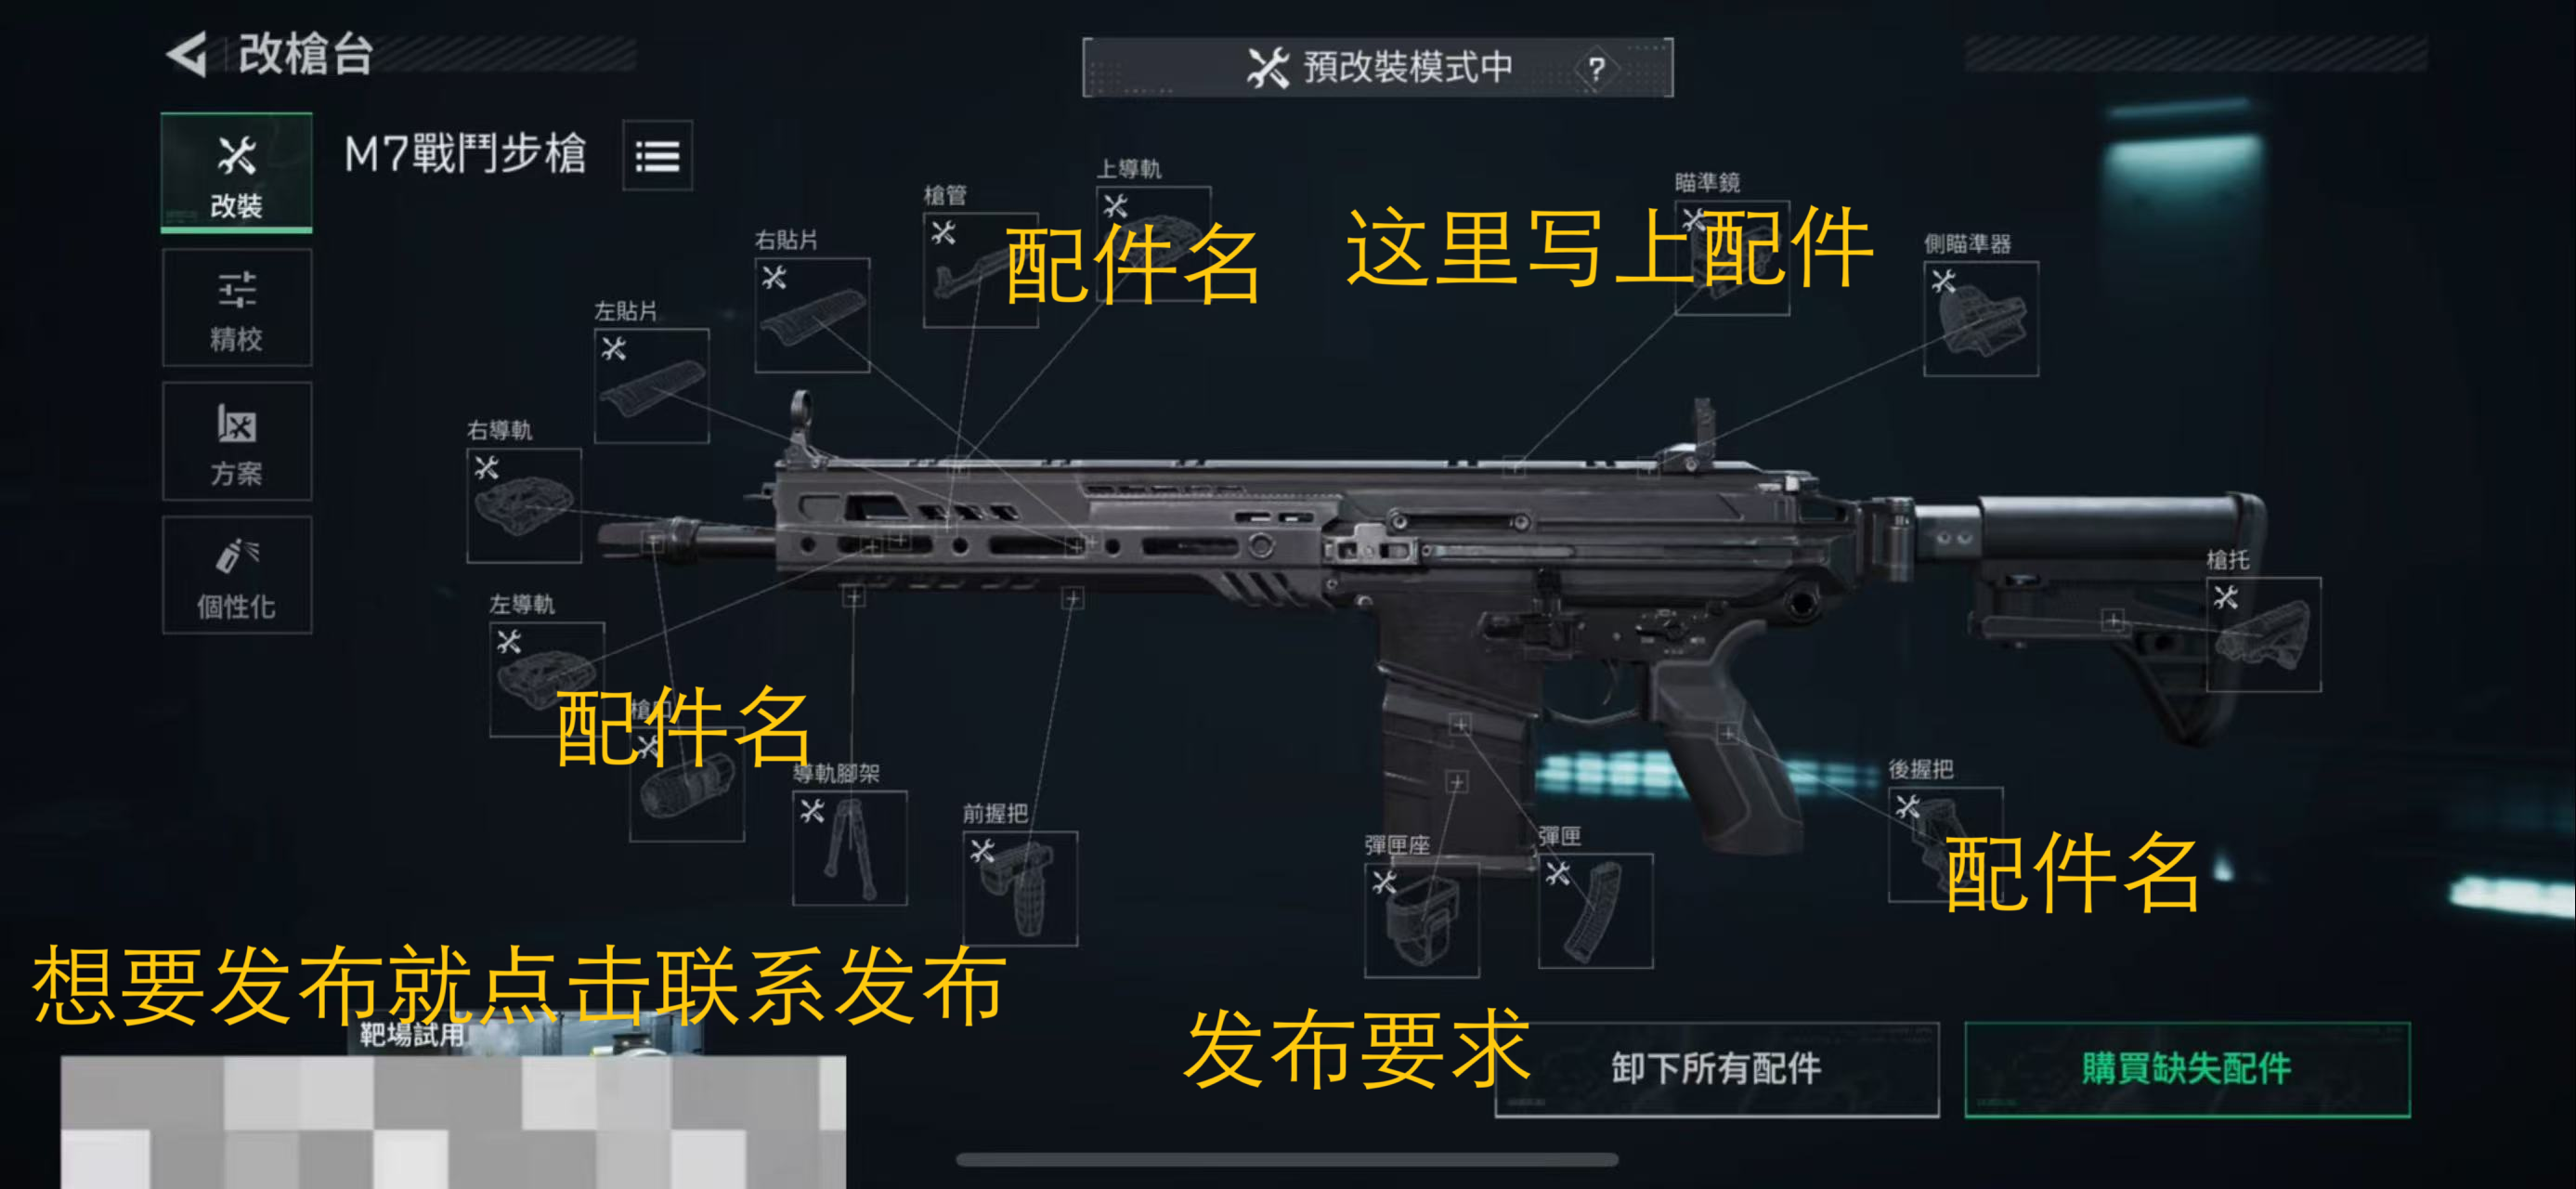 改槍台
預改裝模式中 ?
改裝
M7戰鬥步槍
精校
方案
個性化
上導軌
瞄準鏡
槍管
右貼片
側瞄準器
左貼片
配件名
这里写上配件
右導軌
槍托
左導軌
配件名
槍口
導軌腳架
前握把
後握把
彈匣座
彈匣
配件名
想要发布就点击联系发布
靶場試用
发布要求
卸下所有配件
購買缺失配件